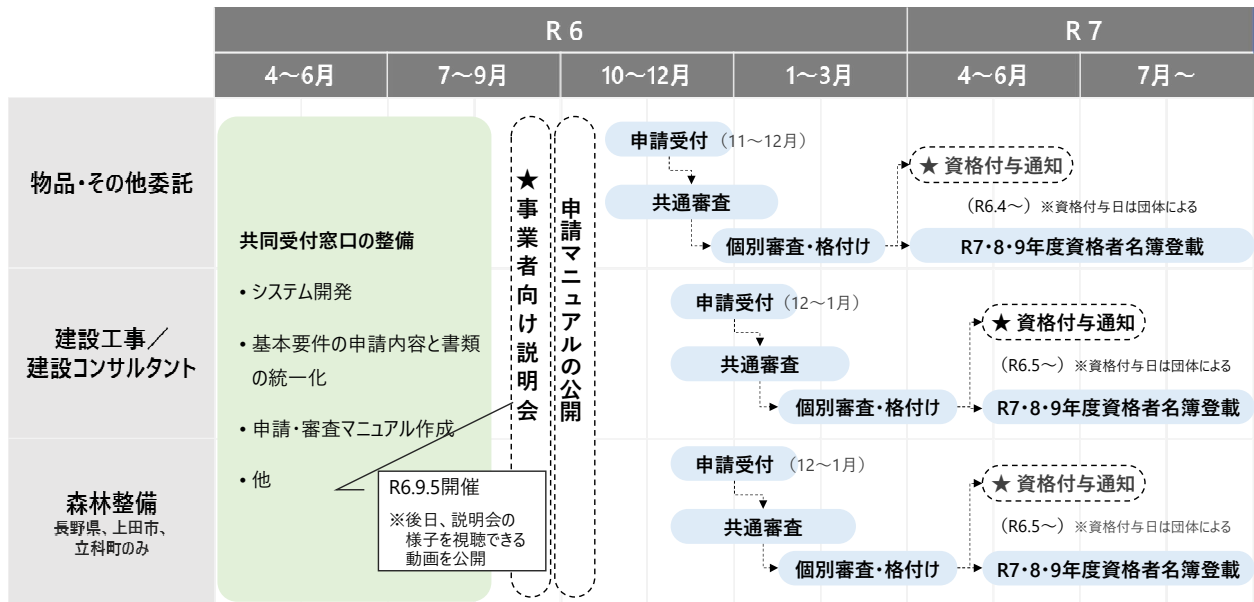 R 6
R 7
4～6月
7～9月
10～12月
1～3月
4～6月
7月～
物品・その他委託
建設工事／
建設コンサルタント
森林整備
長野県、上田市、
立科町のみ
共同受付窓口の整備
• システム開発
• 基本要件の申請内容と書類
の統一化
• 申請・審査マニュアル作成
• 他
★事業者向け説明会
申請マニュアルの公開
R6.9.5開催
※後日、説明会の
様子を視聴できる
動画を公開
申請受付（11～12月）
共通審査
個別審査・格付け
★ 資格付与通知
（R6.4～）※資格付与日は団体による
R7・8・9年度資格者名簿登載
申請受付（12～1月）
共通審査
個別審査・格付け
★ 資格付与通知
（R6.5～）※資格付与日は団体による
R7・8・9年度資格者名簿登載
申請受付（12～1月）
共通審査
個別審査・格付け
★ 資格付与通知
（R6.5～）※資格付与日は団体による
R7・8・9年度資格者名簿登載